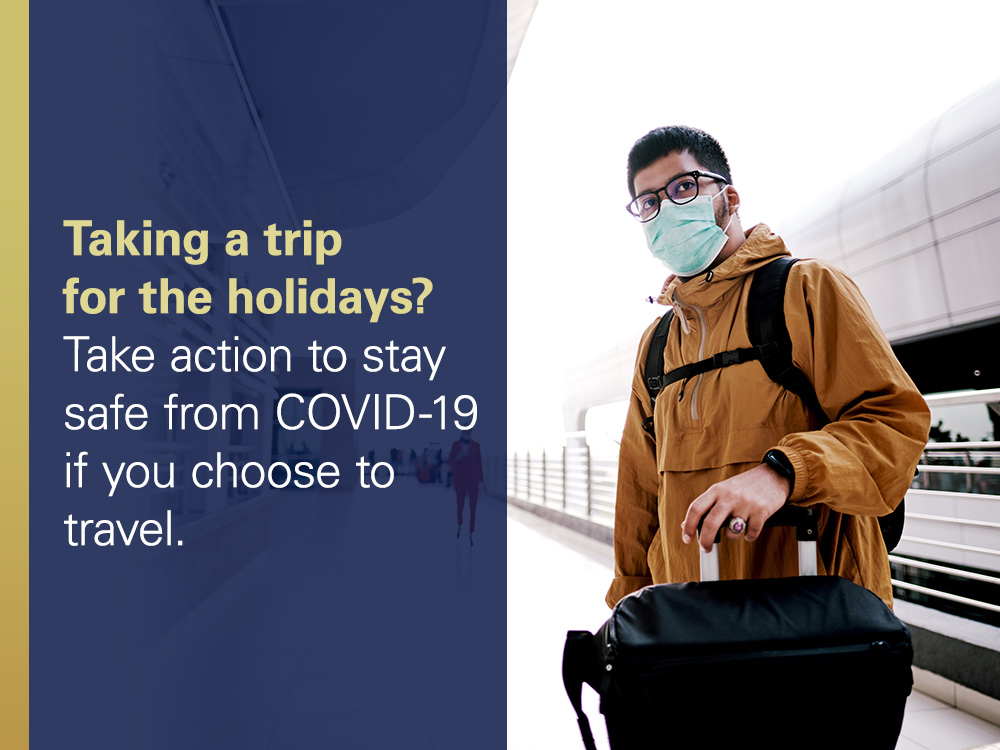 Taking a trip
for the holidays?
Take action to stay
safe from COVID-19
if you choose to
travel.